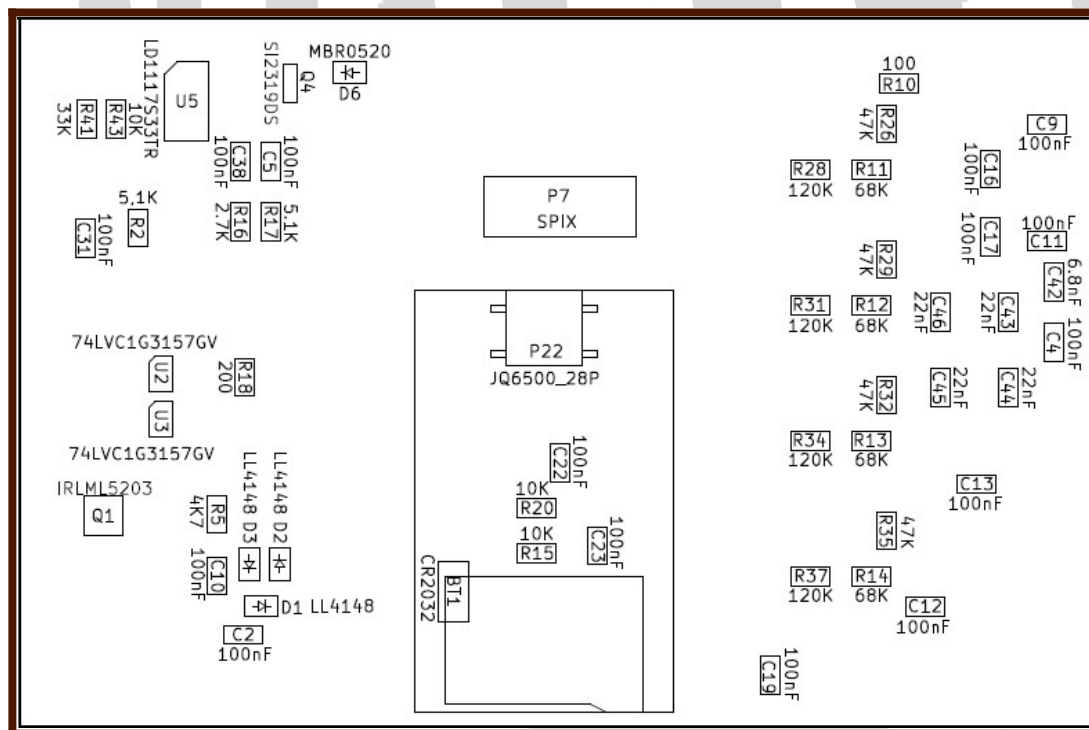 LD1117S33TR
U5
SI2319DS
Q4
MBR0520
D6
33K
R41
R43
10K
100nF
C38
C5
100nF
5,1K
R2
C31
100nF
2.7K
R16
R17
5.1K
P7
SPIX
100
R10
47K
R26
C9
100nF
R28
120K
R11
68K
100nF
C16
100nF
C17
100nF
C11
47K
R29
C42
6.8nF
R31
120K
R12
68K
22nF
C46
22nF
C43
C4
100nF
74LVC1G3157GV
U2
200
R18
U3
74LVC1G3157GV
P22
JQ6500_28P
47K
R32
C45
22nF
C44
22nF
R34
120K
R13
68K
C22
100nF
10K
R20
10K
R15
C23
100nF
C13
100nF
IRLML5203
Q1
4K7
R5
LL4148 D3
LL4148 D2
100nF
C10
D1 LL4148
C2
100nF
CR2032
BT1
R35
47K
R37
120K
R14
68K
C12
100nF
C19
100nF